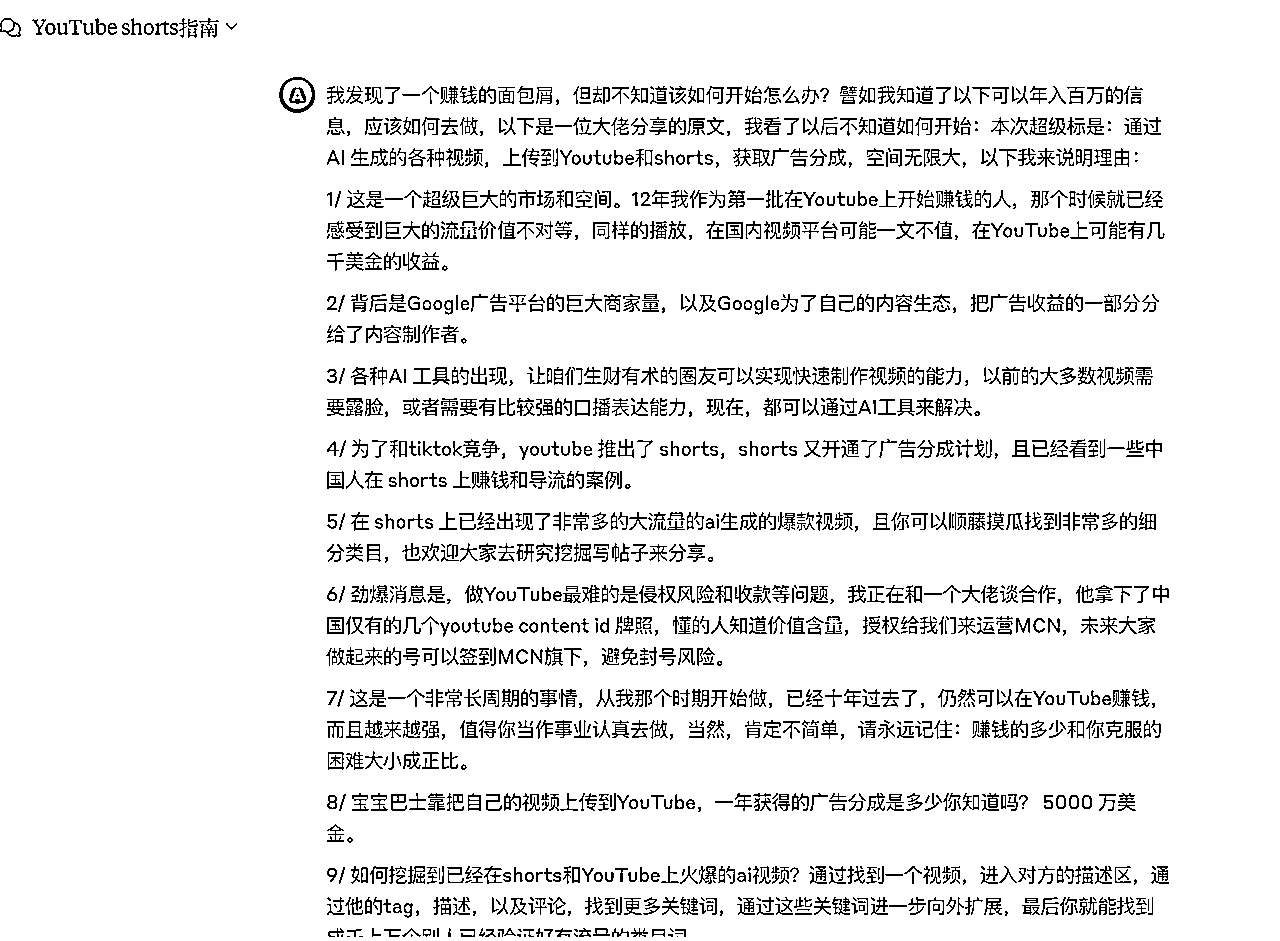 YouTube shorts指南
我发现了一个赚钱的面包屑，但却不知道该如何开始怎么办？譬如我知道了以下可以年入百万的信
息，应该如何去做，以下是一位大佬分享的原文，我看了以后不知道如何开始：本次超级标是：通过
AI 生成的各种视频，上传到Youtube和shorts，获取广告分成，空间无限大，以下我来说明理由：
1/ 这是一个超级巨大的市场和空间。12年我作为第一批在Youtube上开始赚钱的人，那个时候就已经
感受到巨大的流量价值不对等，同样的播放，在国内视频平台可能一文不值，在YouTube上可能有几
千美金的收益。
2/ 背后是Google广告平台的巨大商家量，以及Google为了自己的内容生态，把广告收益的一部分分
给了内容制作者。
3/ 各种AI 工具的出现，让咱们生财有术的圈友可以实现快速制作视频的能力，以前的大多数视频需
要露脸，或者需要有比较强的口播表达能力，现在，都可以通过AI工具来解决。
4/ 为了和tiktok竞争，youtube 推出了 shorts，shorts 又开通了广告分成计划，且已经看到一些中
国人在 shorts 上赚钱和导流的案例。
5/ 在 shorts 上已经出现了非常多的大流量的ai生成的爆款视频，且你可以顺藤摸瓜找到非常多的细
分类目，也欢迎大家去研究挖掘写帖子来分享。
6/ 劲爆消息是，做YouTube最难的是侵权风险和收款等问题，我正在和一个大佬谈合作，他拿下了中
国仅有的几个youtube content id 牌照，懂的人知道价值含量，授权给我们来运营MCN，未来大家
做起来的号可以签到MCN旗下，避免封号风险。
7/ 这是一个非常长周期的事情，从我那个时期开始做，已经十年过去了，仍然可以在YouTube赚钱，
而且越来越强，值得你当作事业认真去做，当然，肯定不简单，请永远记住：赚钱的多少和你克服的
困难大小成正比。
8/ 宝宝巴士靠把自己的视频上传到YouTube，一年获得的广告分成是多少你知道吗？ 5000 万美
金。
9/ 如何挖掘到已经在shorts和YouTube上火爆的ai视频？通过找到一个视频，进入对方的描述区，通
过他的tag，描述，以及评论，找到更多关键词，通过这些关键词进一步向外扩展，最后你就能找到
成千上万个别人已经验证好有流量的类目词